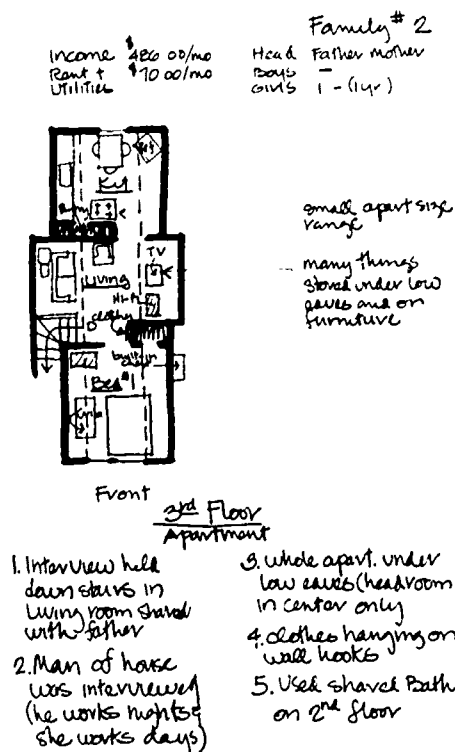 Family # 2
Income $486 00/mo
Rent + $70 00/mo
Utilities
Head Father mother
Boys —
Girls 1 - (1yr)
Kit
small apart size
range
TV
Living
Hi-Fi
many things
stored under low
eaves and on
furniture
built in
Bed
Front
3rd Floor
Apartment
1. Interview held
down stairs in
Living room shared
with father
2. Man of house
was interviewed
(he works nights &
she works days)
3. whole apart. under
low eaves (headroom
in center only
4. clothes hanging on
wall hooks
5. Used shared Bath
on 2nd floor